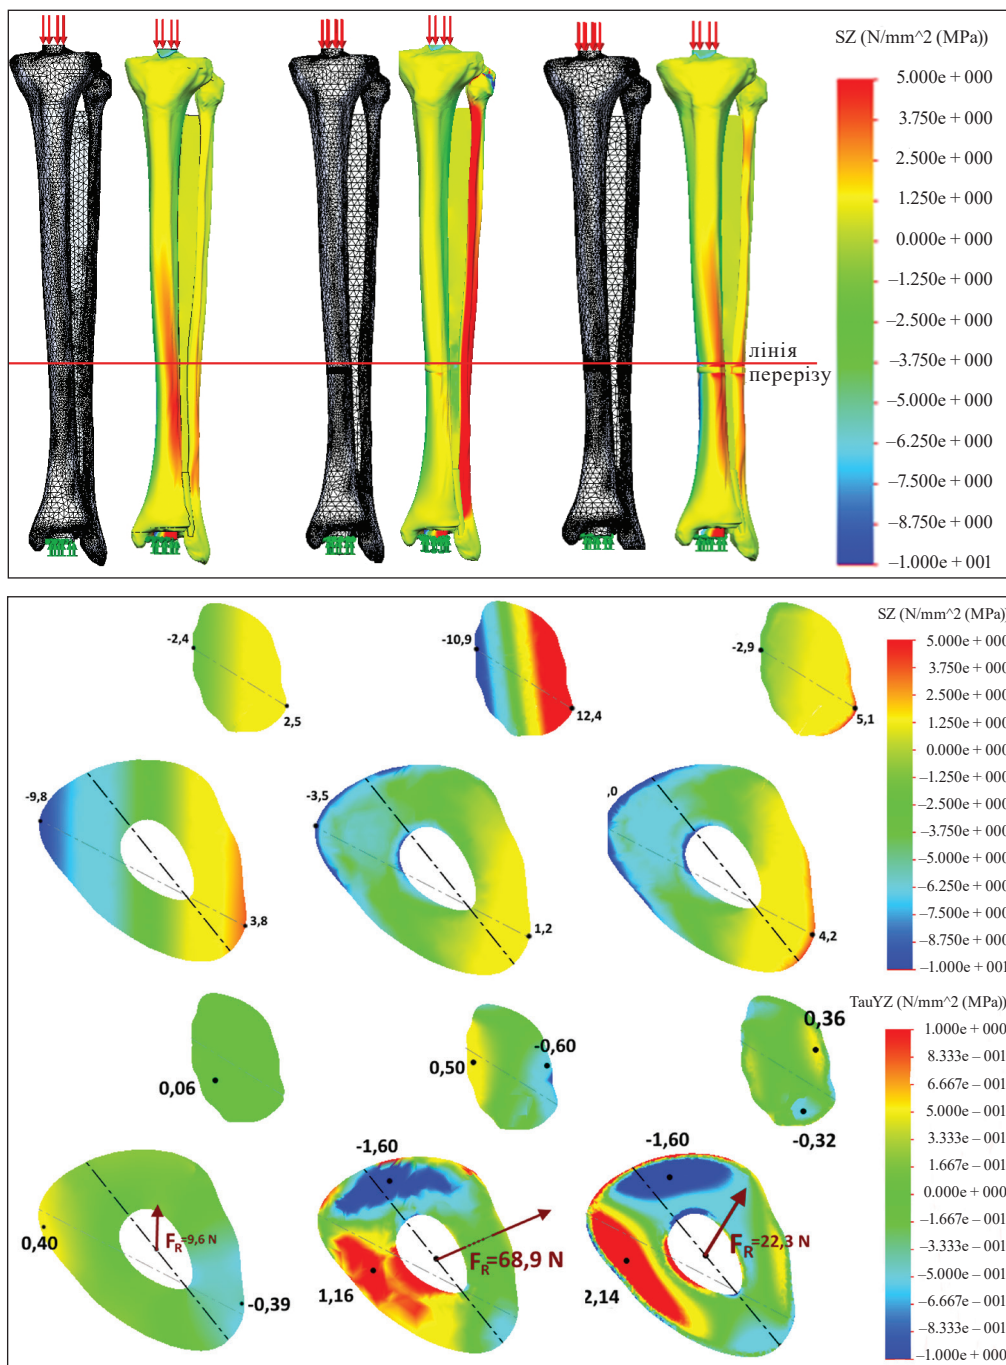 SZ (N/mm^2 (MPa))
5.000e + 000
3.750e + 000
2.500e + 000
1.250e + 000
0.000e + 000
−1.250e + 000
−2.500e + 000
−3.750e + 000
−5.000e + 000
−6.250e + 000
−7.500e + 000
−8.750e + 000
−1.000e + 001
лінія
перерізу
-2,4
2,5
-10,9
12,4
-2,9
5,1
-9,8
3,8
-3,5
1,2
,0
4,2
SZ (N/mm^2 (MPa))
5.000e + 000
3.750e + 000
2.500e + 000
1.250e + 000
0.000e + 000
−1.250e + 000
−2.500e + 000
−3.750e + 000
−5.000e + 000
−6.250e + 000
−7.500e + 000
−8.750e + 000
−1.000e + 001
0,06
0,50
-0,60
0,36
-0,32
0,40
FR=9,6 N
-0,39
-1,60
FR=68,9 N
1,16
-1,60
FR=22,3 N
2,14
TauYZ (N/mm^2 (MPa))
1.000e + 000
8.333e − 001
6.667e − 001
5.000e − 001
3.333e − 001
1.667e − 001
0.000e + 000
−1.667e − 001
−3.333e − 001
−5.000e − 001
−6.667e − 001
−8.333e − 001
−1.000e + 000